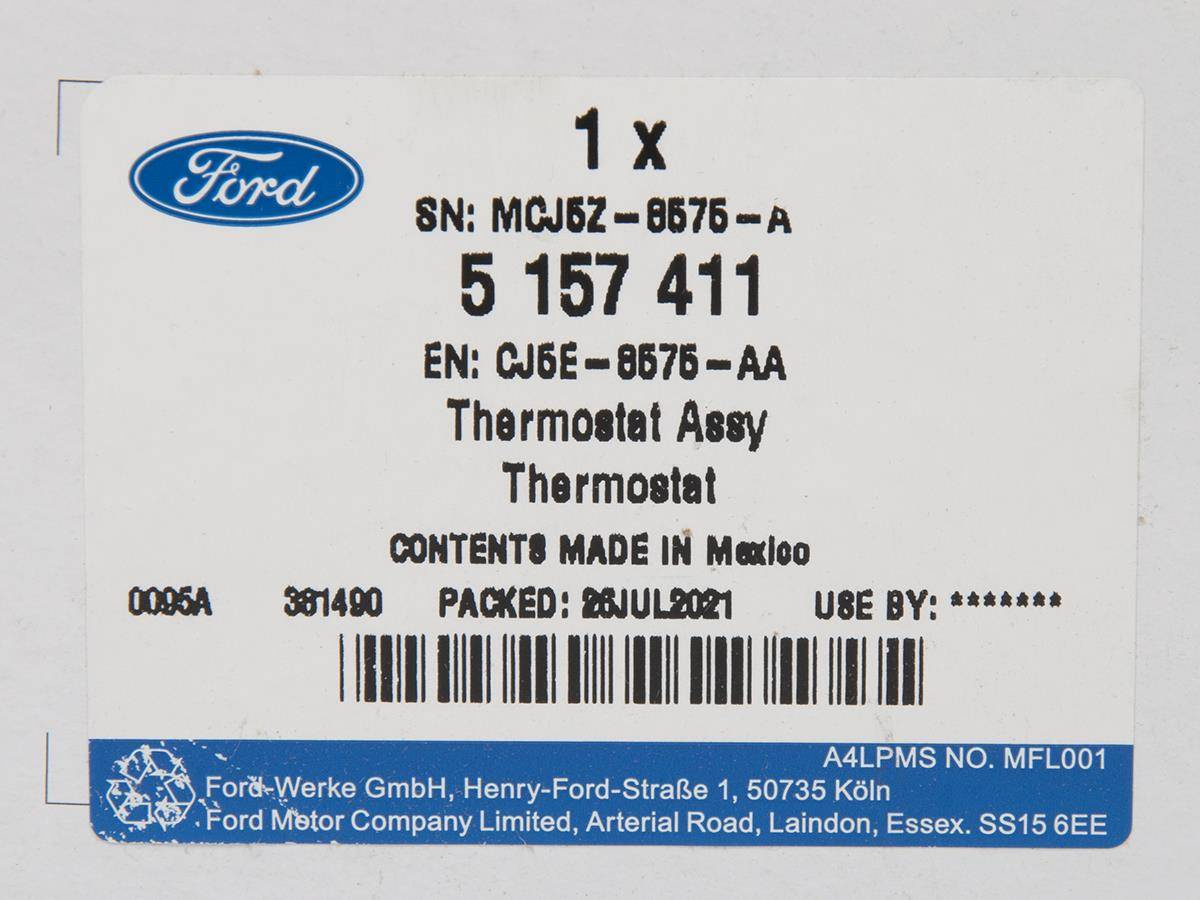 Ford
1 x
SN: MCJ5Z-8575-A
5 157 411
EN: CJ5E-8575-AA
Thermostat Assy
Thermostat
CONTENTS MADE IN Mexico
0095A 381490 PACKED: 26JUL2021 USE BY: *******
A4LPMS NO. MFL001
Ford-Werke GmbH, Henry-Ford-Straße 1, 50735 Köln
Ford Motor Company Limited, Arterial Road, Laindon, Essex. SS15 6EE